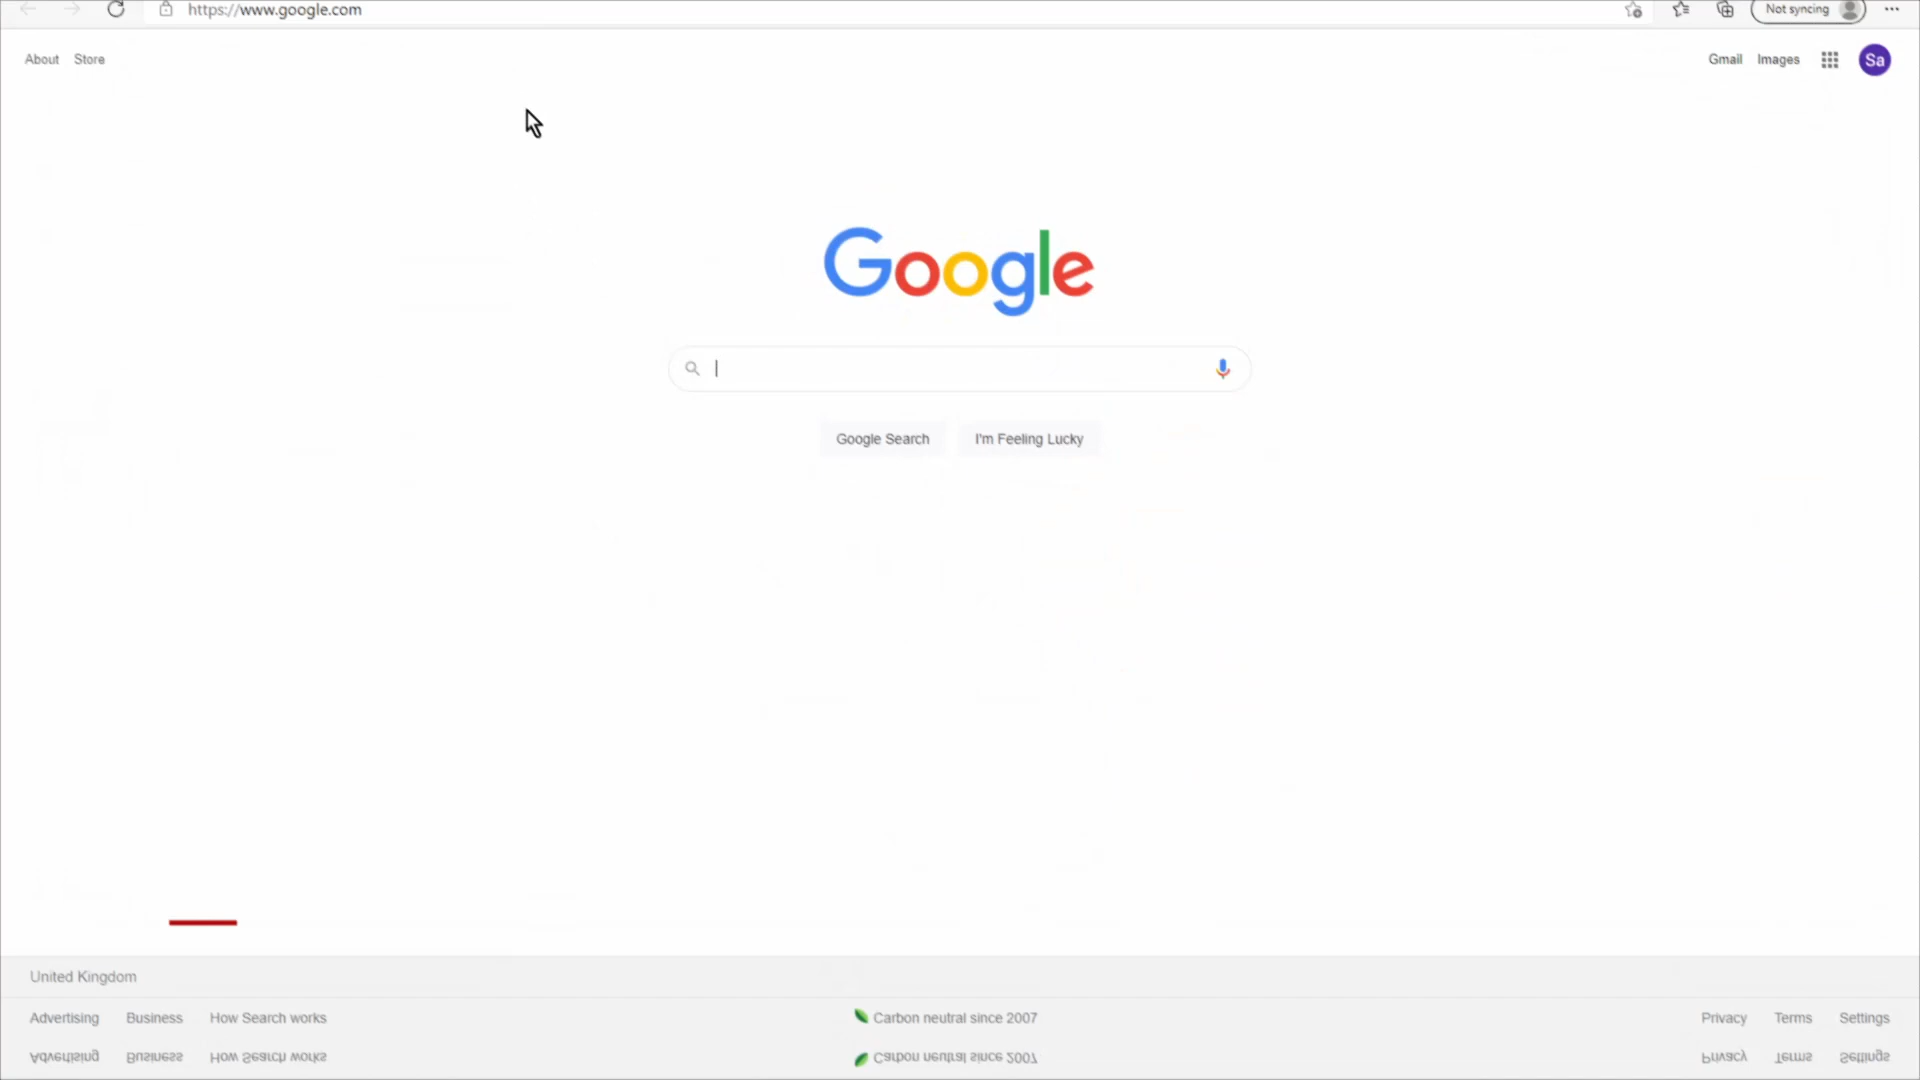 https://www.google.com
Not syncing
About Store
Gmail Images Sa
Google
Google Search I'm Feeling Lucky
United Kingdom
Advertising Business How Search works Carbon neutral since 2007 Privacy Terms Settings
Advertising Business How Search works Carbon neutral since 2007 Privacy Terms Settings